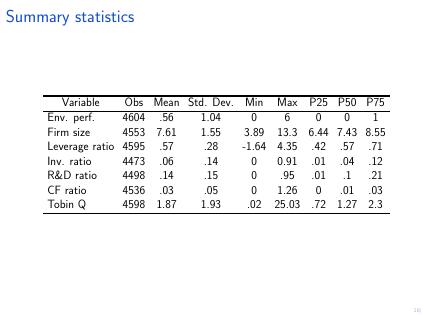 Summary statistics
Variable Obs Mean Std. Dev. Min Max P25 P50 P75
Env. perf. 4604 .56 1.04 0 6 0 0 1
Firm size 4553 7.61 1.55 3.89 13.3 6.44 7.43 8.55
Leverage ratio 4595 .57 .28 -1.64 4.35 .42 .57 .71
Inv. ratio 4473 .06 .14 0 0.91 .01 .04 .12
R&D ratio 4498 .14 .15 0 .95 .01 .1 .21
CF ratio 4536 .03 .05 0 1.26 0 .01 .03
Tobin Q 4598 1.87 1.93 .02 25.03 .72 1.27 2.3